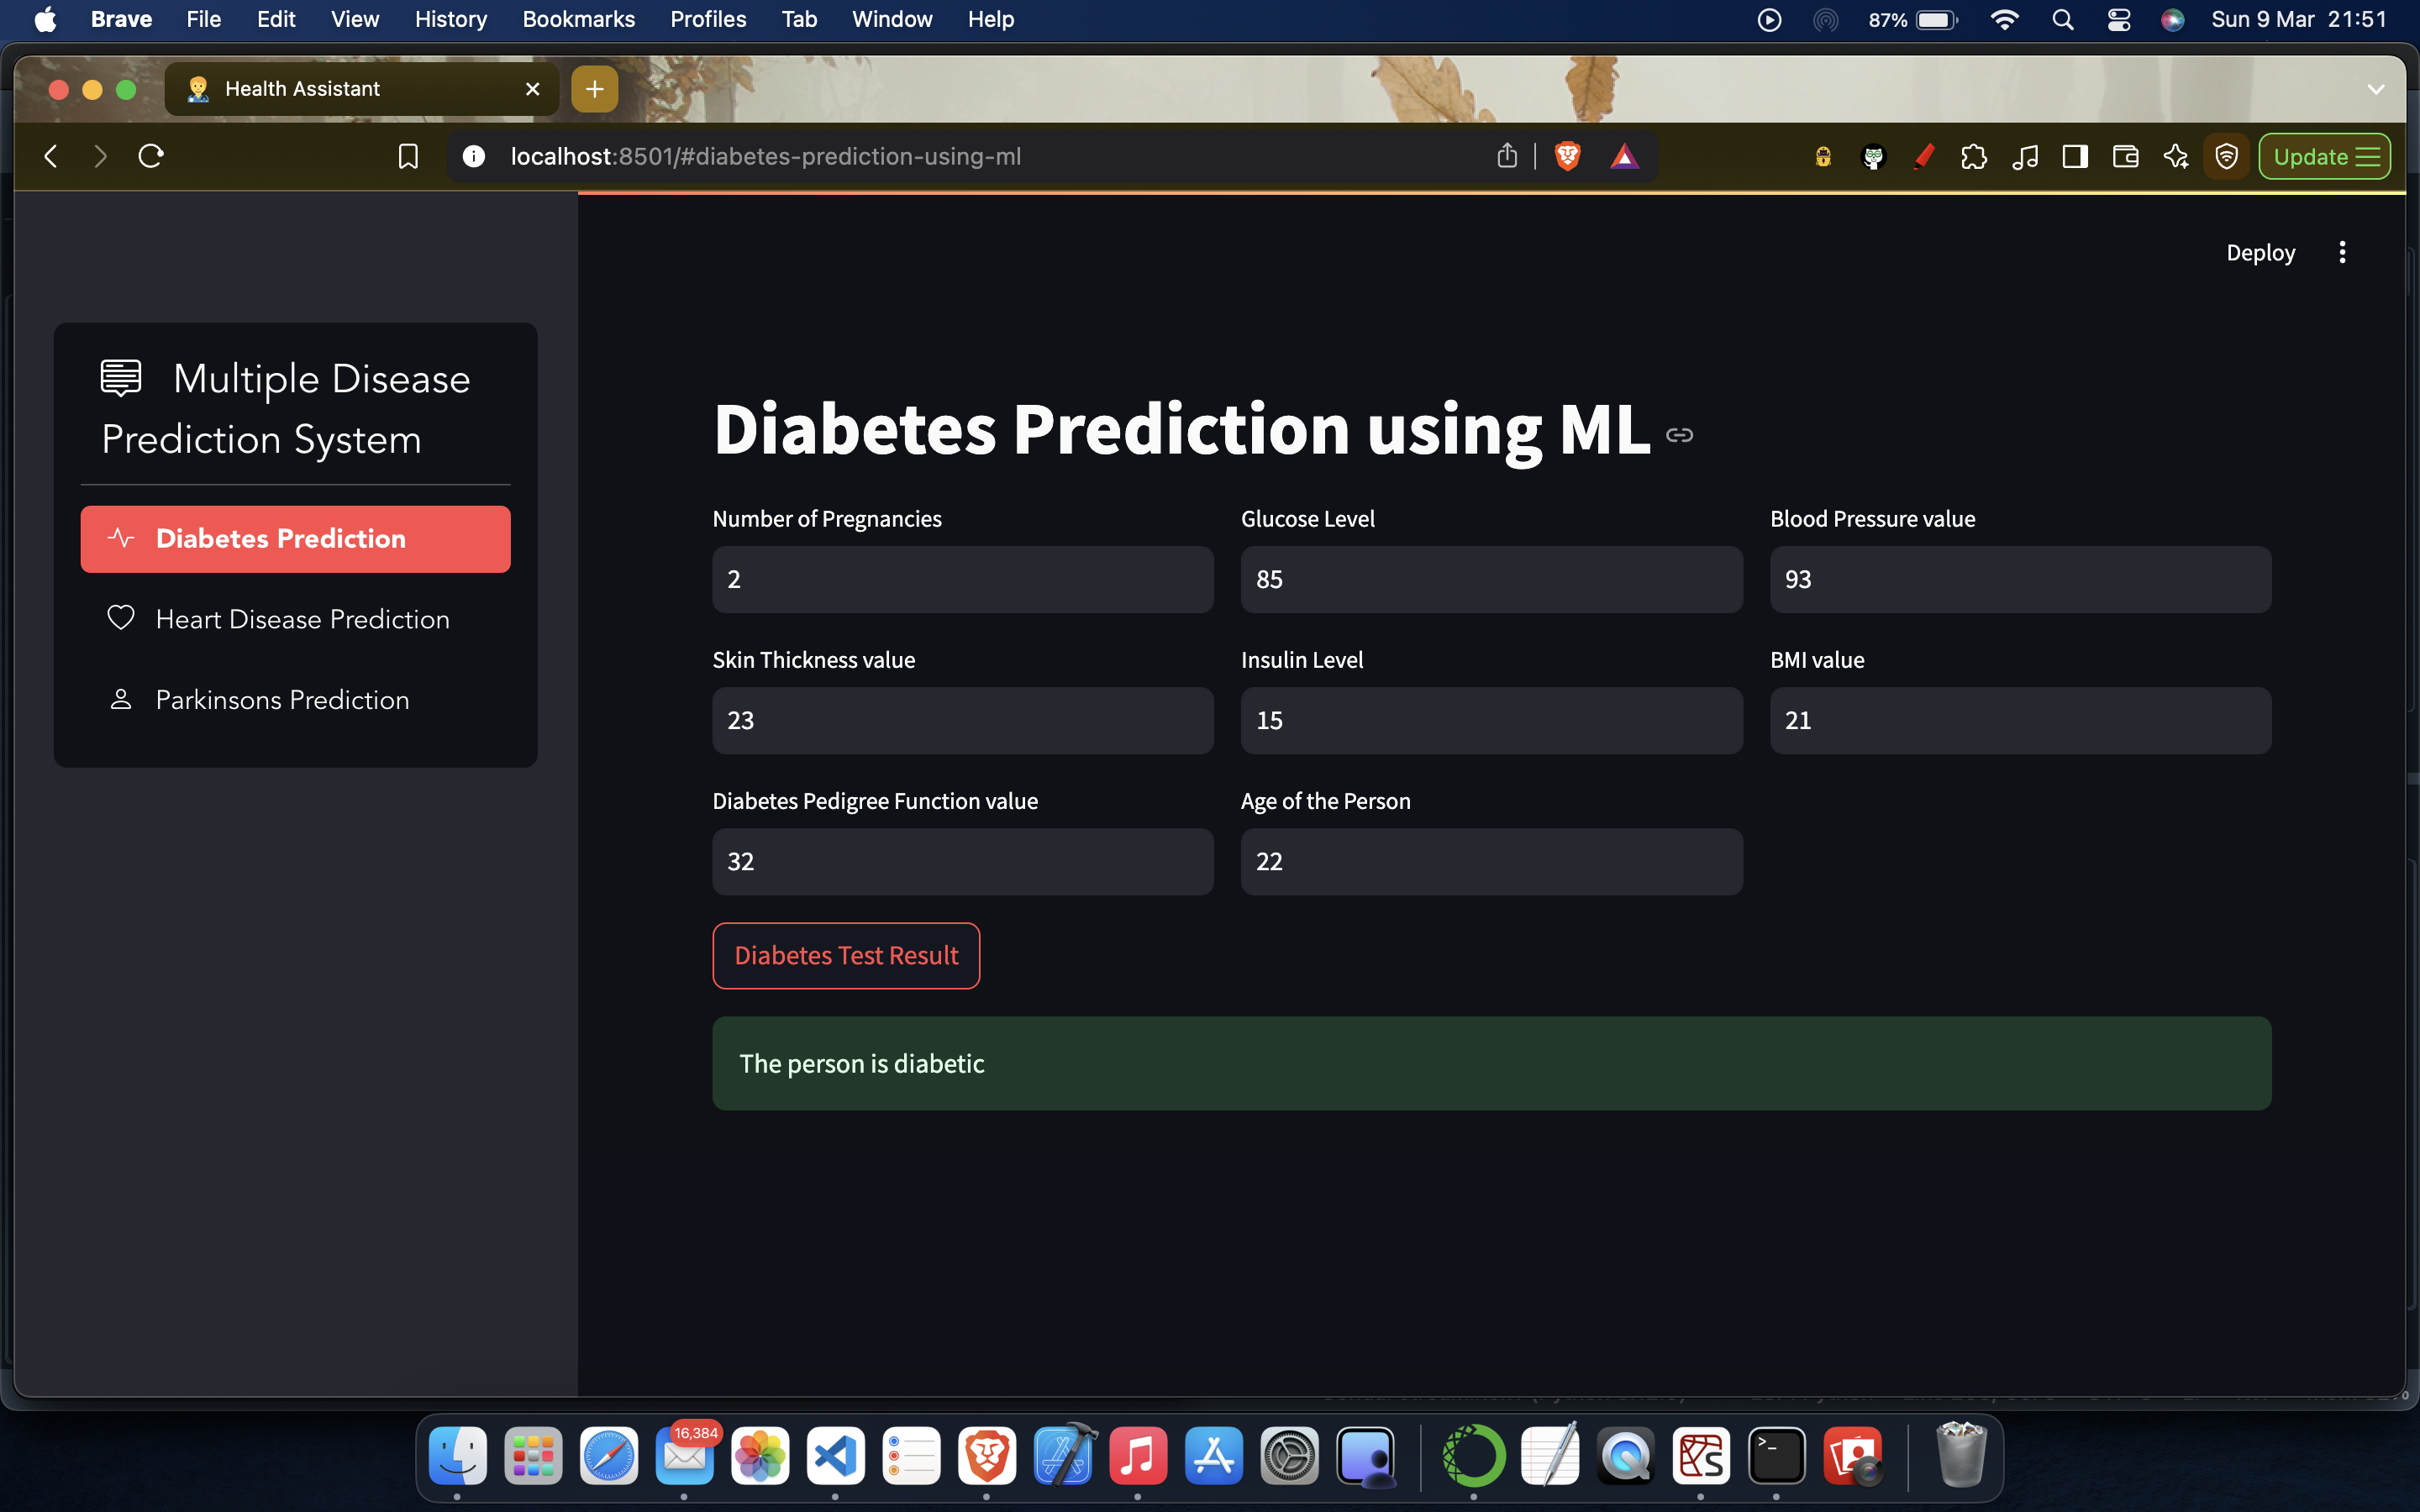 Brave File Edit View History Bookmarks Profiles Tab Window Help 87% Sun 9 Mar 21:51
Health Assistant
localhost:8501/#diabetes-prediction-using-ml Update
Deploy
Multiple Disease
Prediction System
Diabetes Prediction
Heart Disease Prediction
Parkinsons Prediction
Diabetes Prediction using ML
Number of Pregnancies Glucose Level Blood Pressure value
2 85 93
Skin Thickness value Insulin Level BMI value
23 15 21
Diabetes Pedigree Function value Age of the Person
32 22
Diabetes Test Result
The person is diabetic
16,384